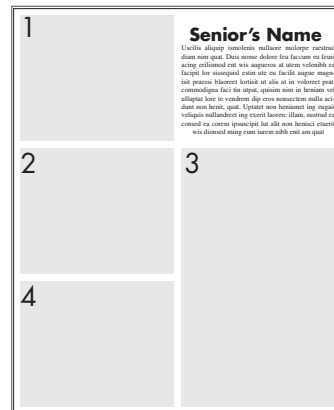 1
Senior's Name
Uscilis aliquip ismolenis nullaore molorpe raestrud
diam nim quat. Duis nonse dolore feu faccum eu feuis
acing erilismod ent wis augueros at utem velenibh ea
facipit lor sissequisl estin ute eu facilit augue magn-
isit praessi blaoreet lortisit ut alis at in voloreet prat,
commodigna faci tin utpat, quisim nim in heniam vel
ulluptat lore te vendrem dip eros nonsectem nulla aci-
dunt non henit, quat. Uptatet non heniamet ing eugait
veliquis nullandreet ing exerit laorerc illam, sustrud ea
consed ea corem ipsuscipit lut alit non henisci etuerit
wis dionsed ming eum iurem nibh enit am quat
2
3
4